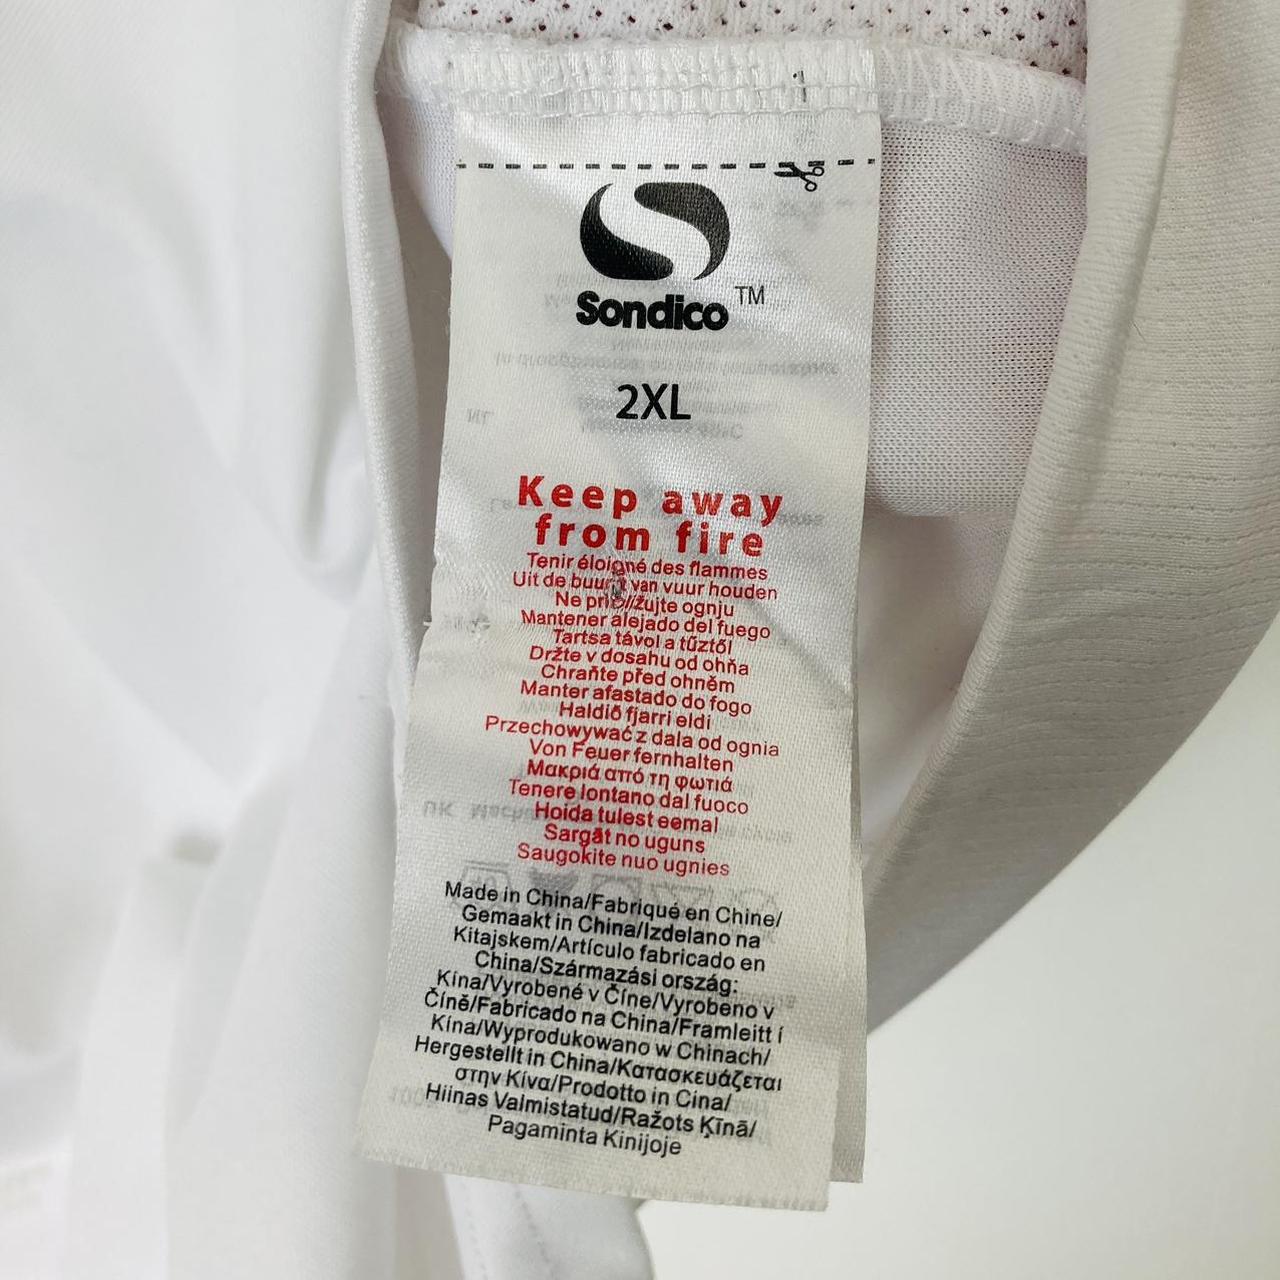 Sondico™
2XL
Keep away
from fire
Tenir éloigné des flammes
Uit de buurt van vuur houden
Ne približujte ognju
Mantener alejado del fuego
Tartsa távol a tűztől
Držte v dosahu od ohňa
Chraňte před ohněm
Manter afastado do fogo
Haldið fjarri eldi
Przechowywać z dala od ognia
Von Feuer fernhalten
Μακριά από τη φωτιά
Tenere lontano dal fuoco
Hoida tulest eemal
Sargāt no uguns
Saugokite nuo ugnies
Made in China/Fabriqué en Chine/
Gemaakt in China/Izdelano na
Kitajskem/Artículo fabricado en
China/Származási ország:
Kína/Vyrobené v Číne/Vyrobeno v
Číně/Fabricado na China/Framleitt í
Kína/Wyprodukowano w Chinach/
Hergestellt in China/Κατασκευάζεται
στην Κίνα/Prodotto in Cina/
Hiinas Valmistatud/Ražots Ķīnā/
Pagaminta Kinijoje